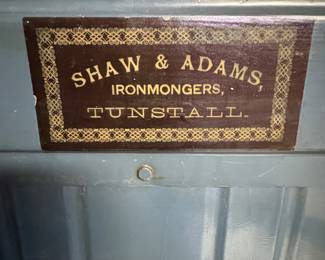 SHAW & ADAMS,
IRONMONGERS,
TUNSTALL.